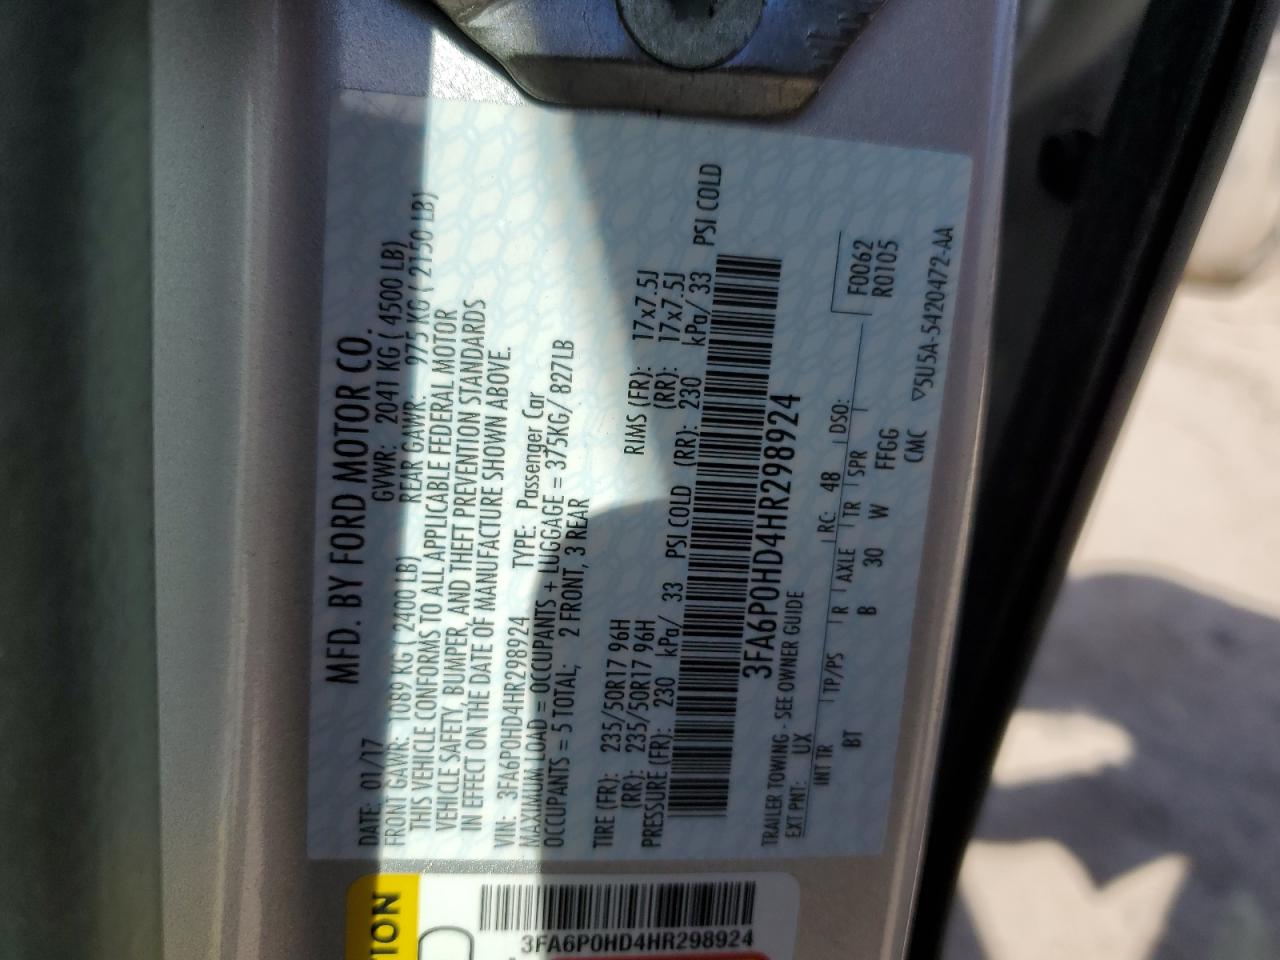 MFD. BY FORD MOTOR CO.
DATE: 01/17 GVWR: 2041 KG ( 4500 LB)
FRONT GAWR: 1089 KG ( 2400 LB) REAR GAWR: 975 KG ( 2150 LB)
THIS VEHICLE CONFORMS TO ALL APPLICABLE FEDERAL MOTOR
VEHICLE SAFETY, BUMPER, AND THEFT PREVENTION STANDARDS
IN EFFECT ON THE DATE OF MANUFACTURE SHOWN ABOVE.
VIN: 3FA6P0HD4HR298924 TYPE: Passenger Car
MAXIMUM LOAD = OCCUPANTS + LUGGAGE = 375KG/ 827LB
OCCUPANTS = 5 TOTAL; 2 FRONT, 3 REAR
TIRE (FR): 235/50R17 96H RIMS (FR): 17x7.5J
(RR): 235/50R17 96H (RR): 17x7.5J
PRESSURE (FR): 230 kPa/ 33 PSI COLD (RR): 230 kPa/ 33 PSI COLD
3FA6P0HD4HR298924
TRAILER TOWING - SEE OWNER GUIDE
EXT PNT: UX RC: 48 DSO: F0062
R0105
INT TR TP/PS R AXLE TR SPR
BT B 30 W FFGG
CMC ▽5U5A-5420472-AA
3FA6P0HD4HR298924